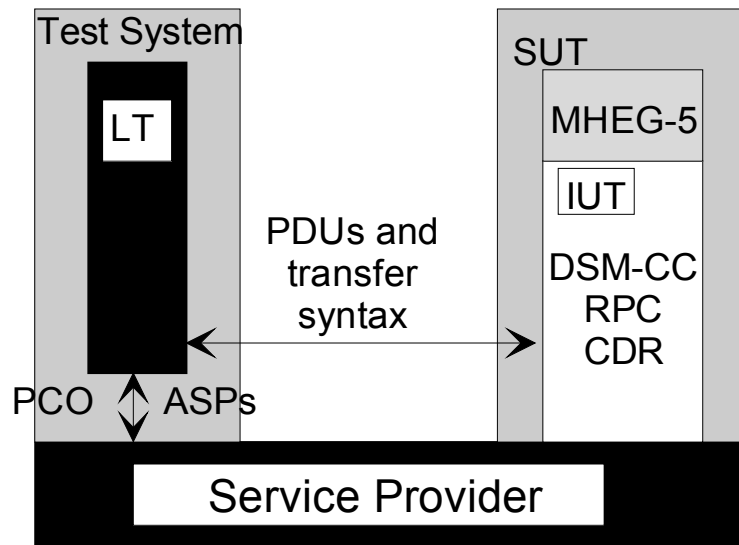 Test System
LT
SUT
MHEG-5
IUT
DSM-CC
RPC
CDR
PDUs and
transfer
syntax
PCO
ASPs
Service Provider